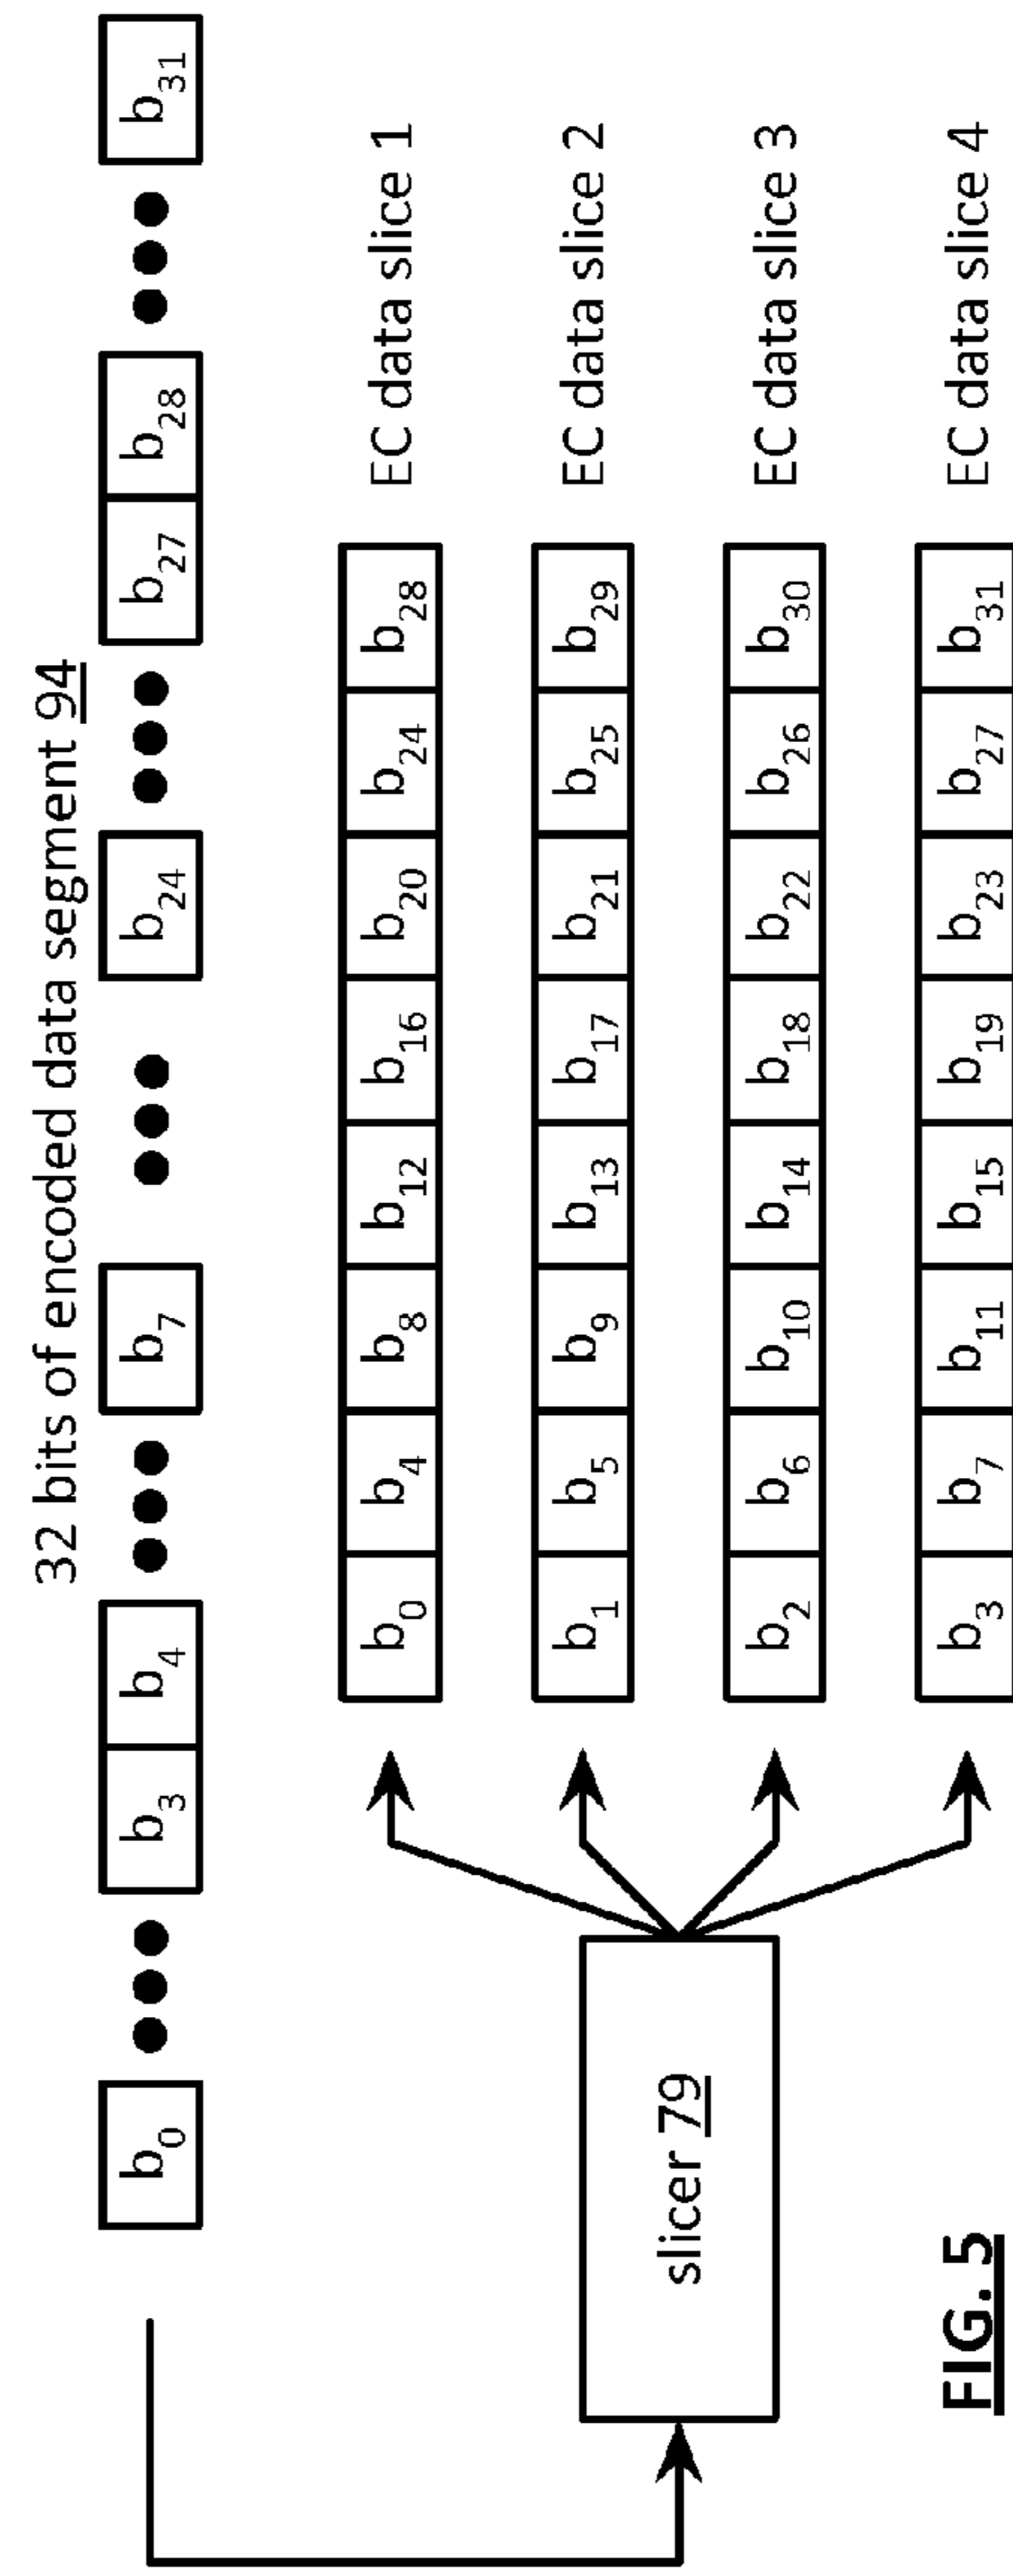 32 bits of encoded data segment 94
b0 ●●● b3 b4 ●●● b7 ●●● b24 ●●● b27 b28 ●●● b31
b0 b4 b8 b12 b16 b20 b24 b28 EC data slice 1
b1 b5 b9 b13 b17 b21 b25 b29 EC data slice 2
slicer 79
b2 b6 b10 b14 b18 b22 b26 b30 EC data slice 3
b3 b7 b11 b15 b19 b23 b27 b31 EC data slice 4
FIG. 5